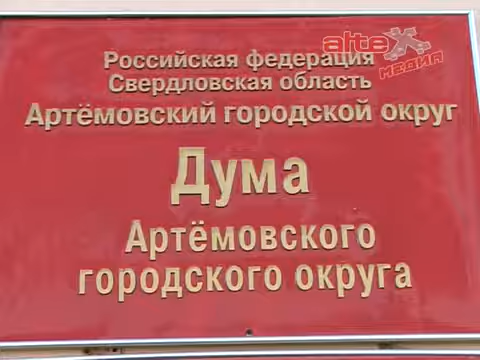 alteX
МЕДИА
Российская федерация
Свердловская область
Артёмовский городской округ
Дума
Артёмовского
городского округа